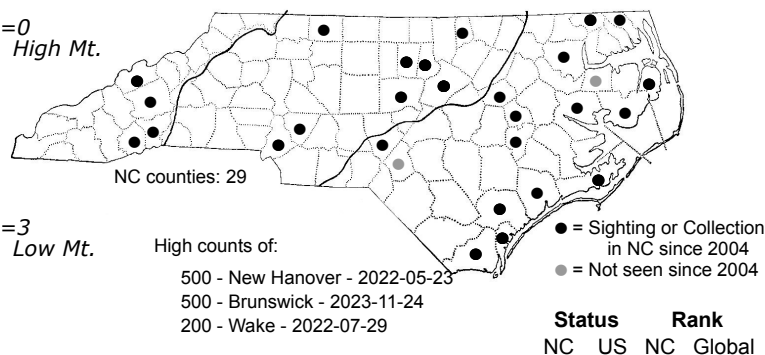 =0
High Mt.
NC counties: 29
=3
Low Mt.
High counts of:
500 - New Hanover - 2022-05-23
500 - Brunswick - 2023-11-24
200 - Wake - 2022-07-29
● = Sighting or Collection
in NC since 2004
● = Not seen since 2004
Status Rank
NC US NC Global